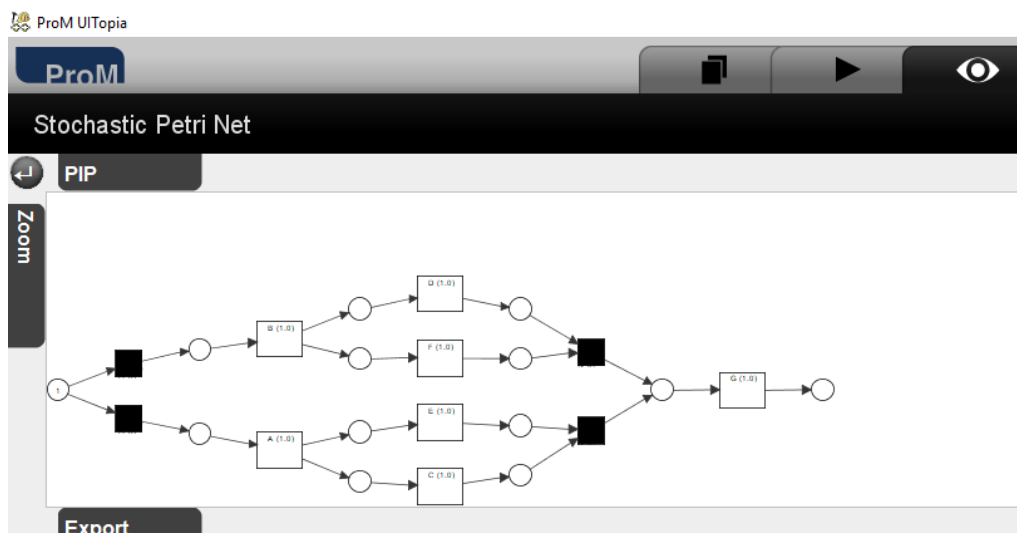 ProM UITopia
ProM
Stochastic Petri Net
PIP
Zoom
D (1.0)
B (1.0)
F (1.0)
1
G (1.0)
E (1.0)
A (1.0)
C (1.0)
Export